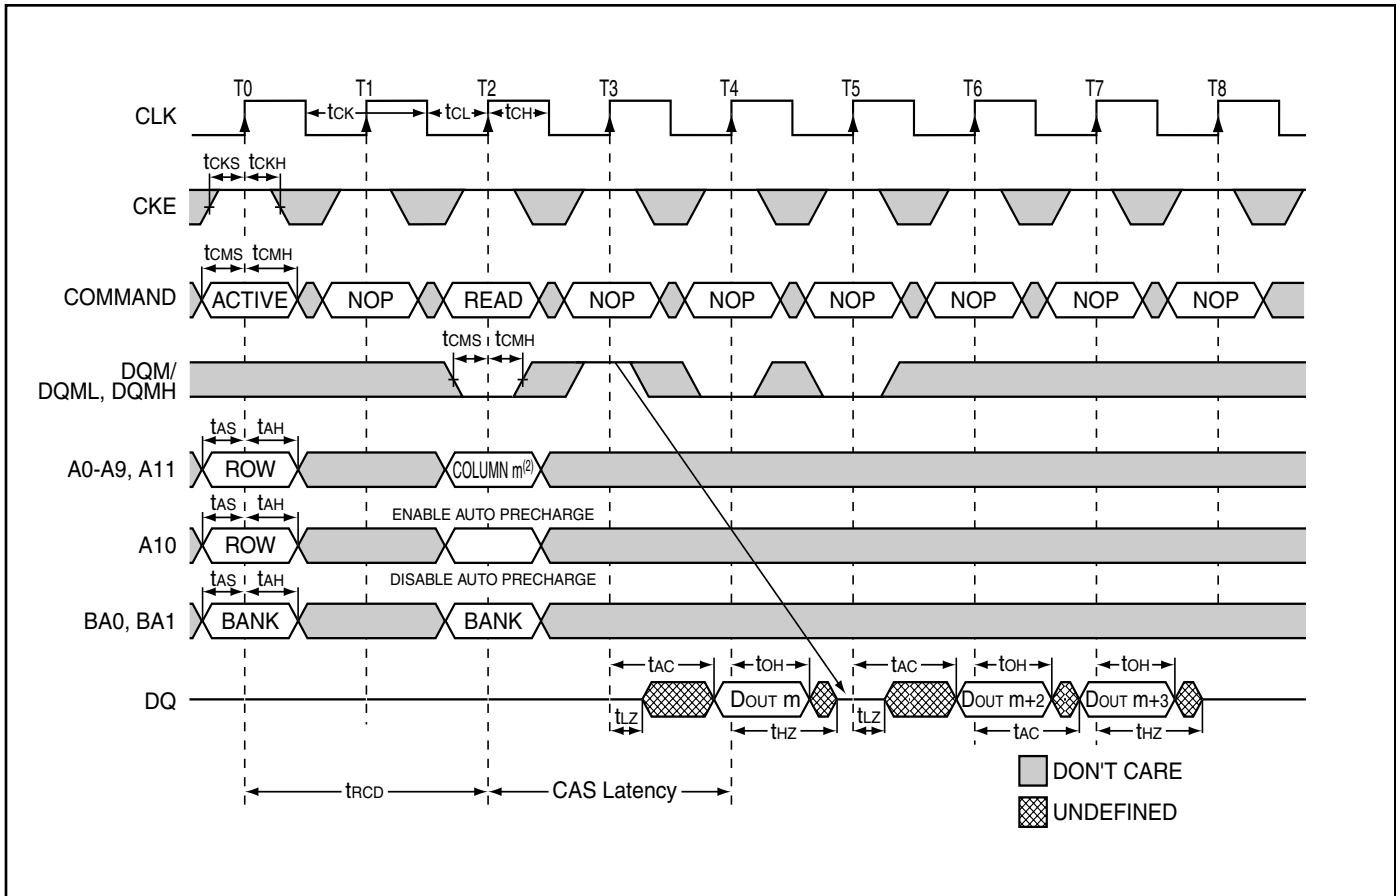 T0 T1 T2 T3 T4 T5 T6 T7 T8
CLK tCK tCL tCH
tCKS tCKH
CKE
tCMS tCMH
COMMAND ACTIVE NOP READ NOP NOP NOP NOP NOP NOP
tCMS tCMH
DQM/
DQML, DQMH
tAS tAH
A0-A9, A11 ROW COLUMN m(2)
tAS tAH ENABLE AUTO PRECHARGE
A10 ROW
tAS tAH DISABLE AUTO PRECHARGE
BA0, BA1 BANK BANK
tAC tOH tAC tOH tOH
DQ DOUT m DOUT m+2 DOUT m+3
tLZ tHZ tLZ tAC tHZ
DON'T CARE
tRCD CAS Latency
UNDEFINED